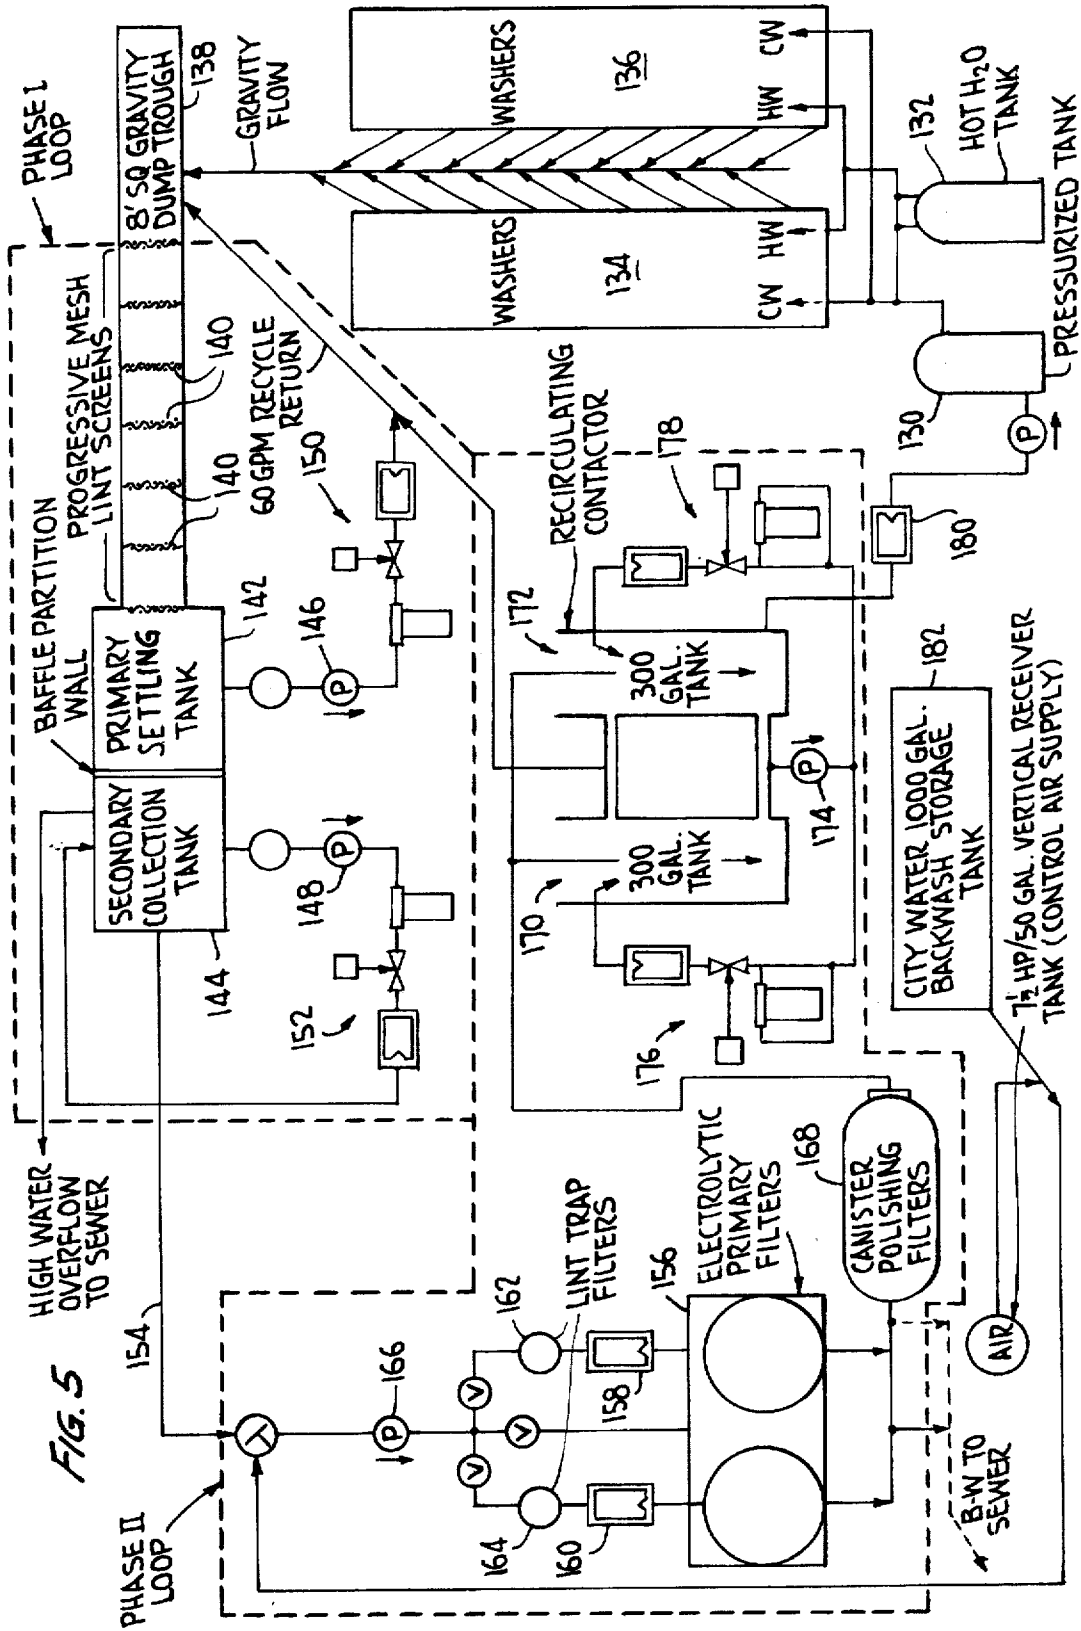 FIG. 5
PHASE I
LOOP
8' SQ GRAVITY
DUMP TROUGH
138
GRAVITY
FLOW
PROGRESSIVE MESH
LINT SCREENS
140
140
60 GPM RECYCLE
RETURN
BAFFLE PARTITION
WALL
PRIMARY
SETTLING
TANK
142
SECONDARY
COLLECTION
TANK
144
146
P
148
P
150
152
HIGH WATER
OVERFLOW
TO SEWER
154
WASHERS
136
HW
CW
WASHERS
134
CW
HW
132
HOT H2O
TANK
130
PRESSURIZED TANK
P
180
RECIRCULATING
CONTACTOR
172
178
300
GAL.
TANK
170
300
GAL.
TANK
P
174
176
182
CITY WATER 1000 GAL.
BACKWASH STORAGE
TANK
7½ HP/50 GAL. VERTICAL RECEIVER
TANK (CONTROL AIR SUPPLY)
PHASE II
LOOP
P
166
V
V
V
162
164
LINT TRAP
FILTERS
158
160
156
ELECTROLYTIC
PRIMARY
FILTERS
168
CANISTER
POLISHING
FILTERS
AIR
B-W TO
SEWER